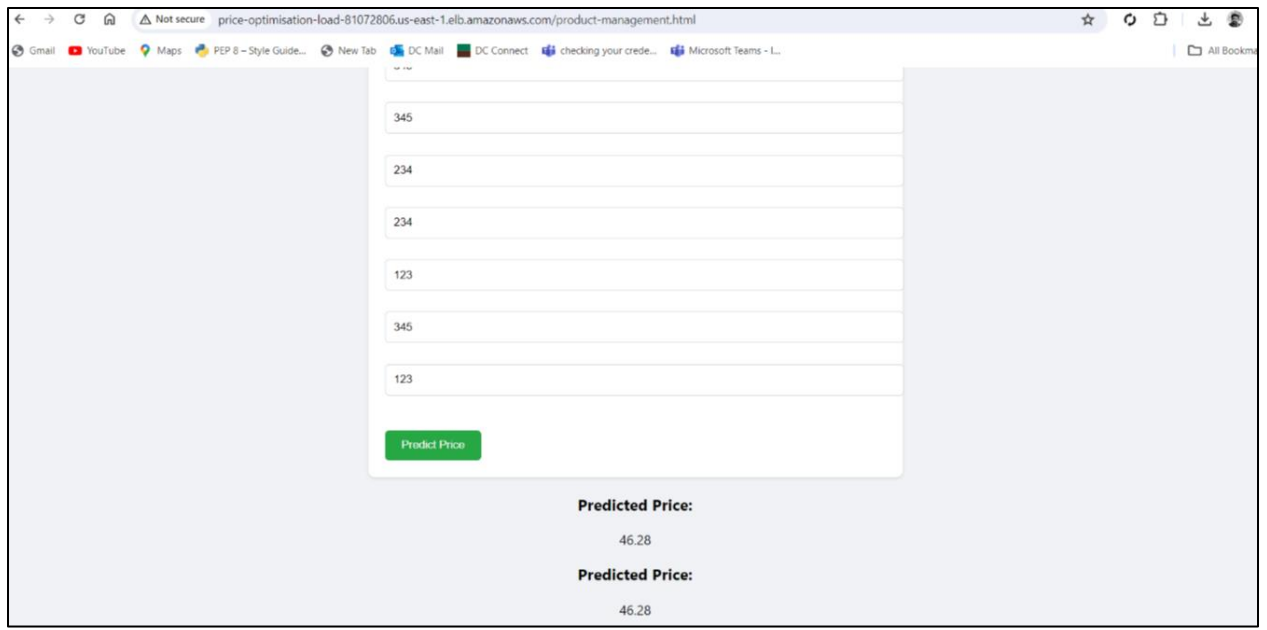 Not secure price-optimisation-load-81072806.us-east-1.elb.amazonaws.com/product-management.html
Gmail YouTube Maps PEP 8 – Style Guide... New Tab DC Mail DC Connect checking your crede... Microsoft Teams - I... All Bookma
345
234
234
123
345
123
Predict Price
Predicted Price:
46.28
Predicted Price:
46.28